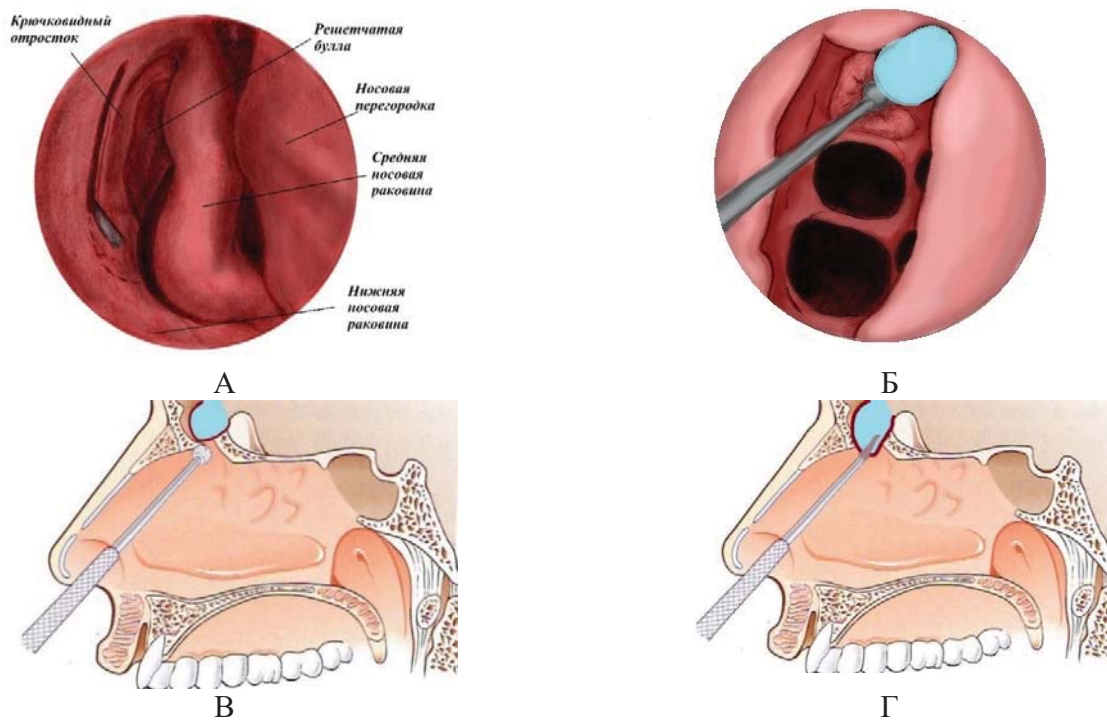 Крючковидный
отросток
Решетчатая
булла
Носовая
перегородка
Средняя
носовая
раковина
Нижняя
носовая
раковина
А
Б
В
Г